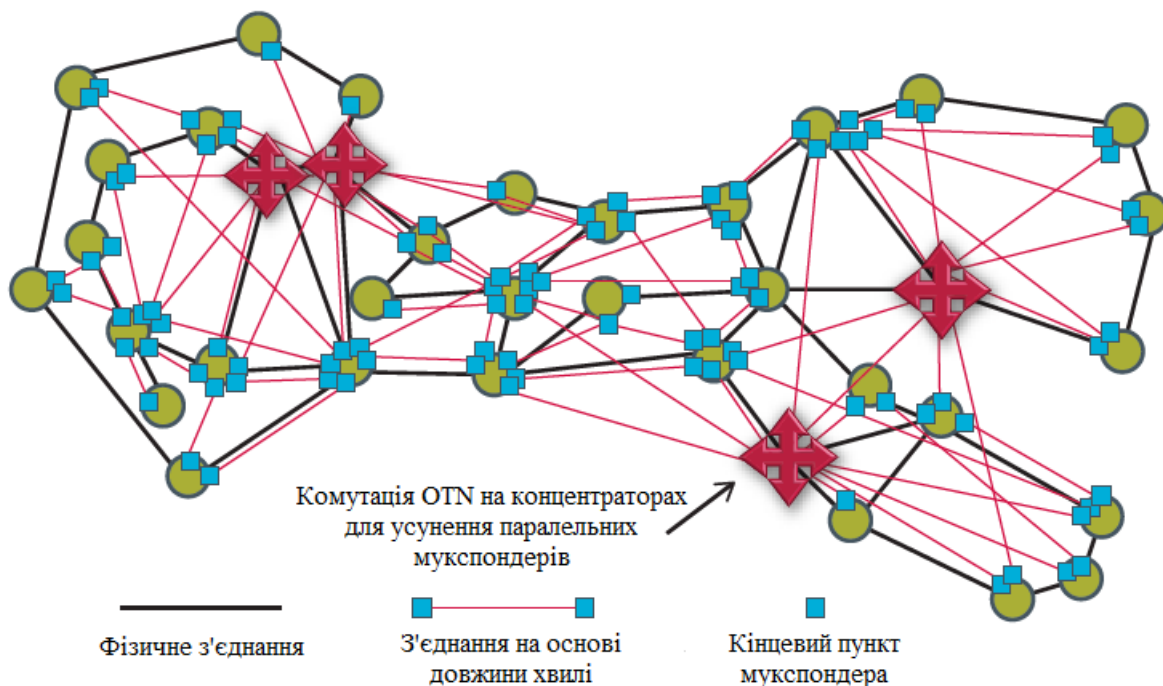 Комутація OTN на концентраторах
для усунення паралельних
мукспондерів
Фізичне з'єднання
З'єднання на основі
довжини хвилі
Кінцевий пункт
мукспондера